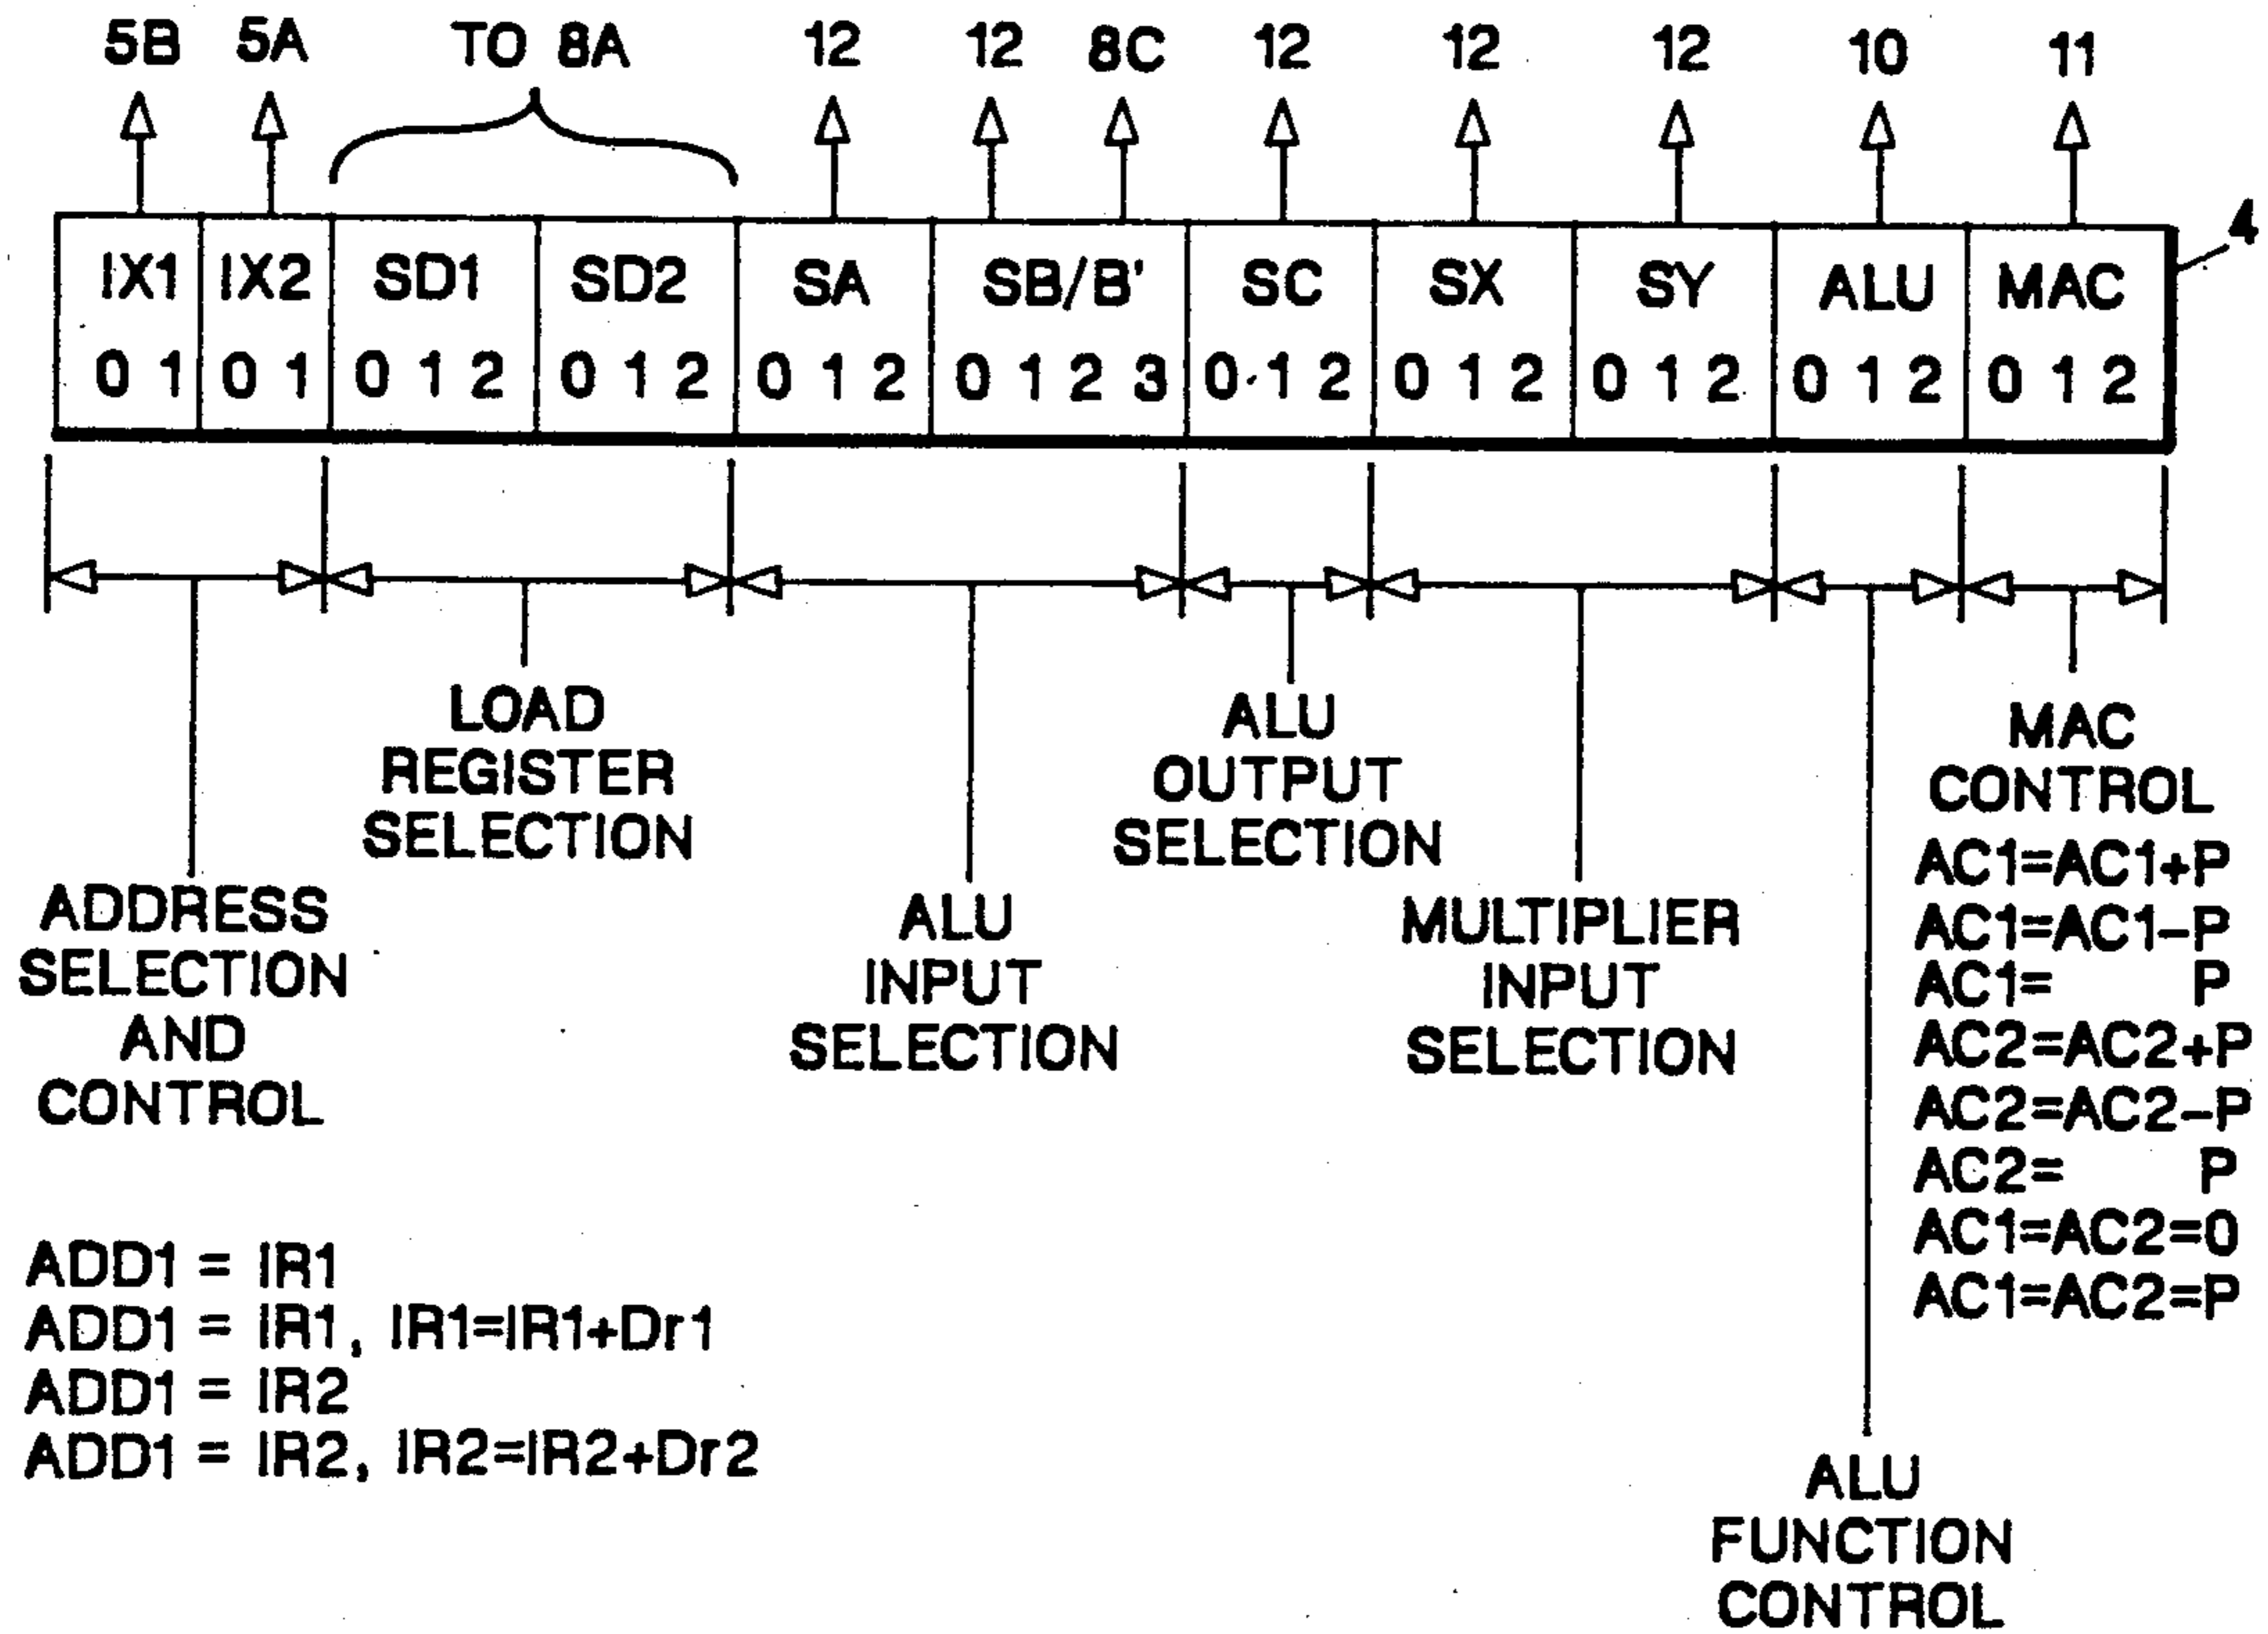 5B 5A TO 8A 12 12 8C 12 12 12 10 11
4
IX1 IX2 SD1 SD2 SA SB/B' SC SX SY ALU MAC
0 1 0 1 0 1 2 0 1 2 0 1 2 0 1 2 3 0 1 2 0 1 2 0 1 2 0 1 2 0 1 2
ADDRESS
SELECTION
AND
CONTROL
LOAD
REGISTER
SELECTION
ALU
INPUT
SELECTION
ALU
OUTPUT
SELECTION
MULTIPLIER
INPUT
SELECTION
ALU
FUNCTION
CONTROL
MAC
CONTROL
AC1=AC1+P
AC1=AC1-P
AC1= P
AC2=AC2+P
AC2=AC2-P
AC2= P
AC1=AC2=0
AC1=AC2=P
ADD1 = IR1
ADD1 = IR1, IR1=IR1+Dr1
ADD1 = IR2
ADD1 = IR2, IR2=IR2+Dr2